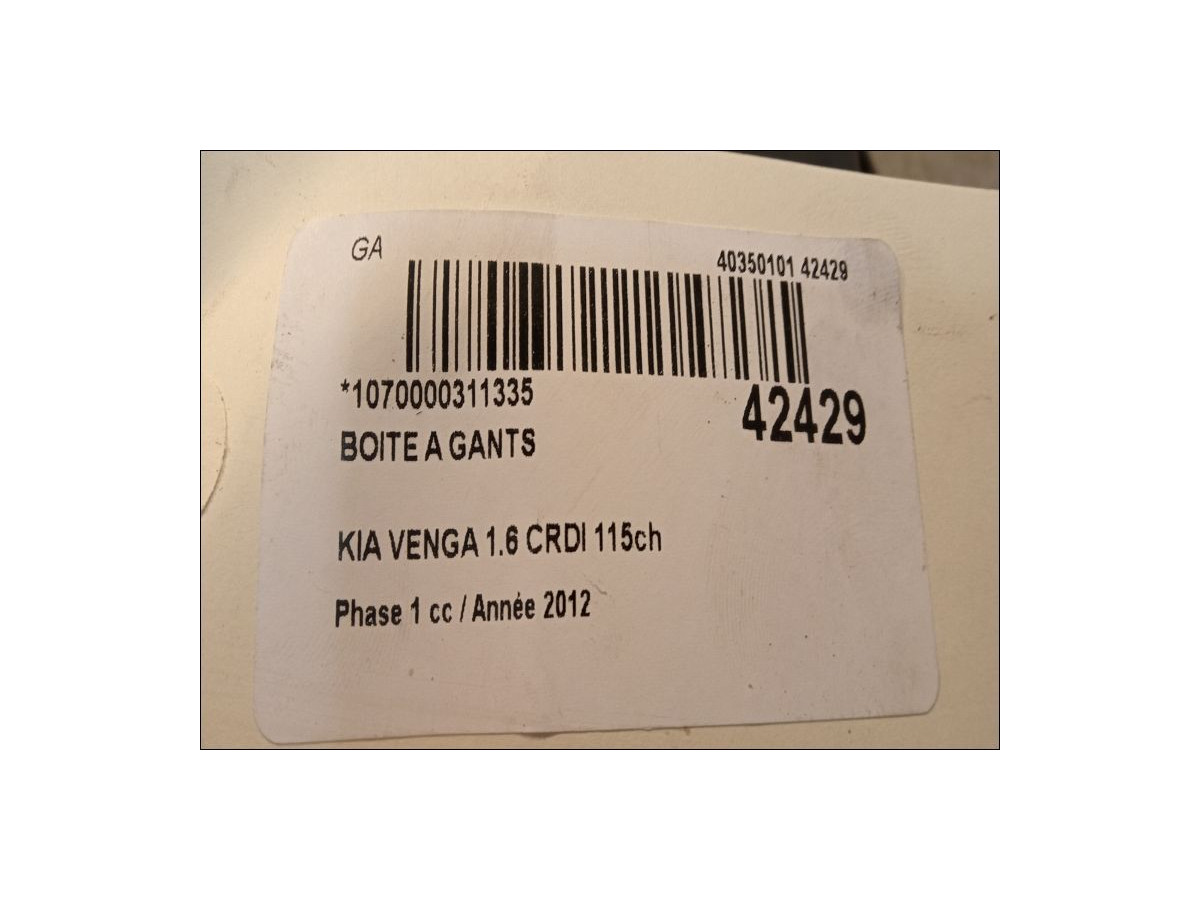 GA
40350101 42429
*1070000311335
42429
BOITE A GANTS
KIA VENGA 1.6 CRDI 115ch
Phase 1 cc / Année 2012